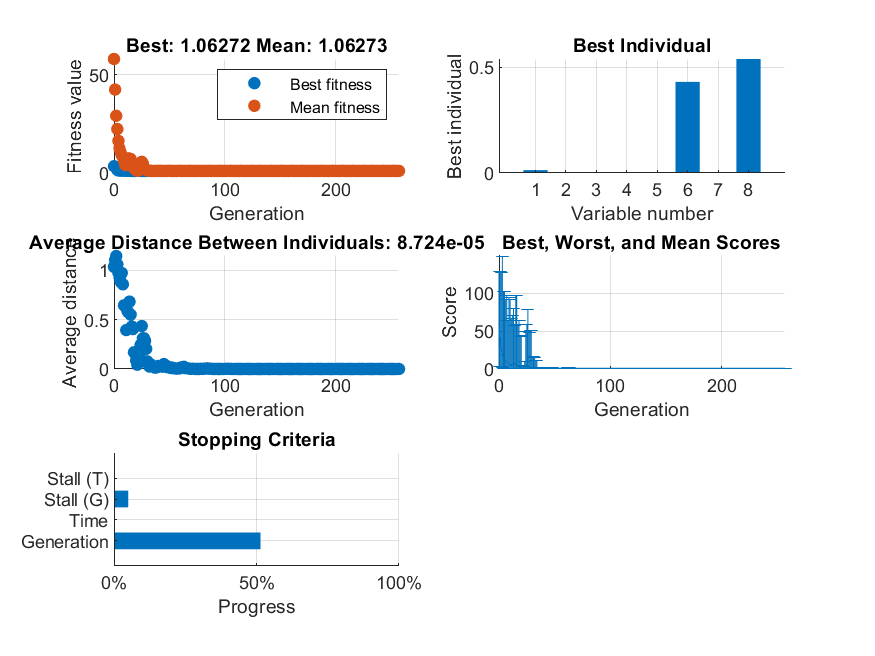 Best: 1.06272 Mean: 1.06273
Fitness value
50
0
Best fitness
Mean fitness
0 100 200
Generation
Best Individual
Best individual
0.5
0
1 2 3 4 5 6 7 8
Variable number
Average Distance Between Individuals: 8.724e-05
Average distance
1
0.5
0
0 100 200
Generation
Best, Worst, and Mean Scores
Score
100
50
0
0 100 200
Generation
Stopping Criteria
Stall (T)
Stall (G)
Time
Generation
0% 50% 100%
Progress